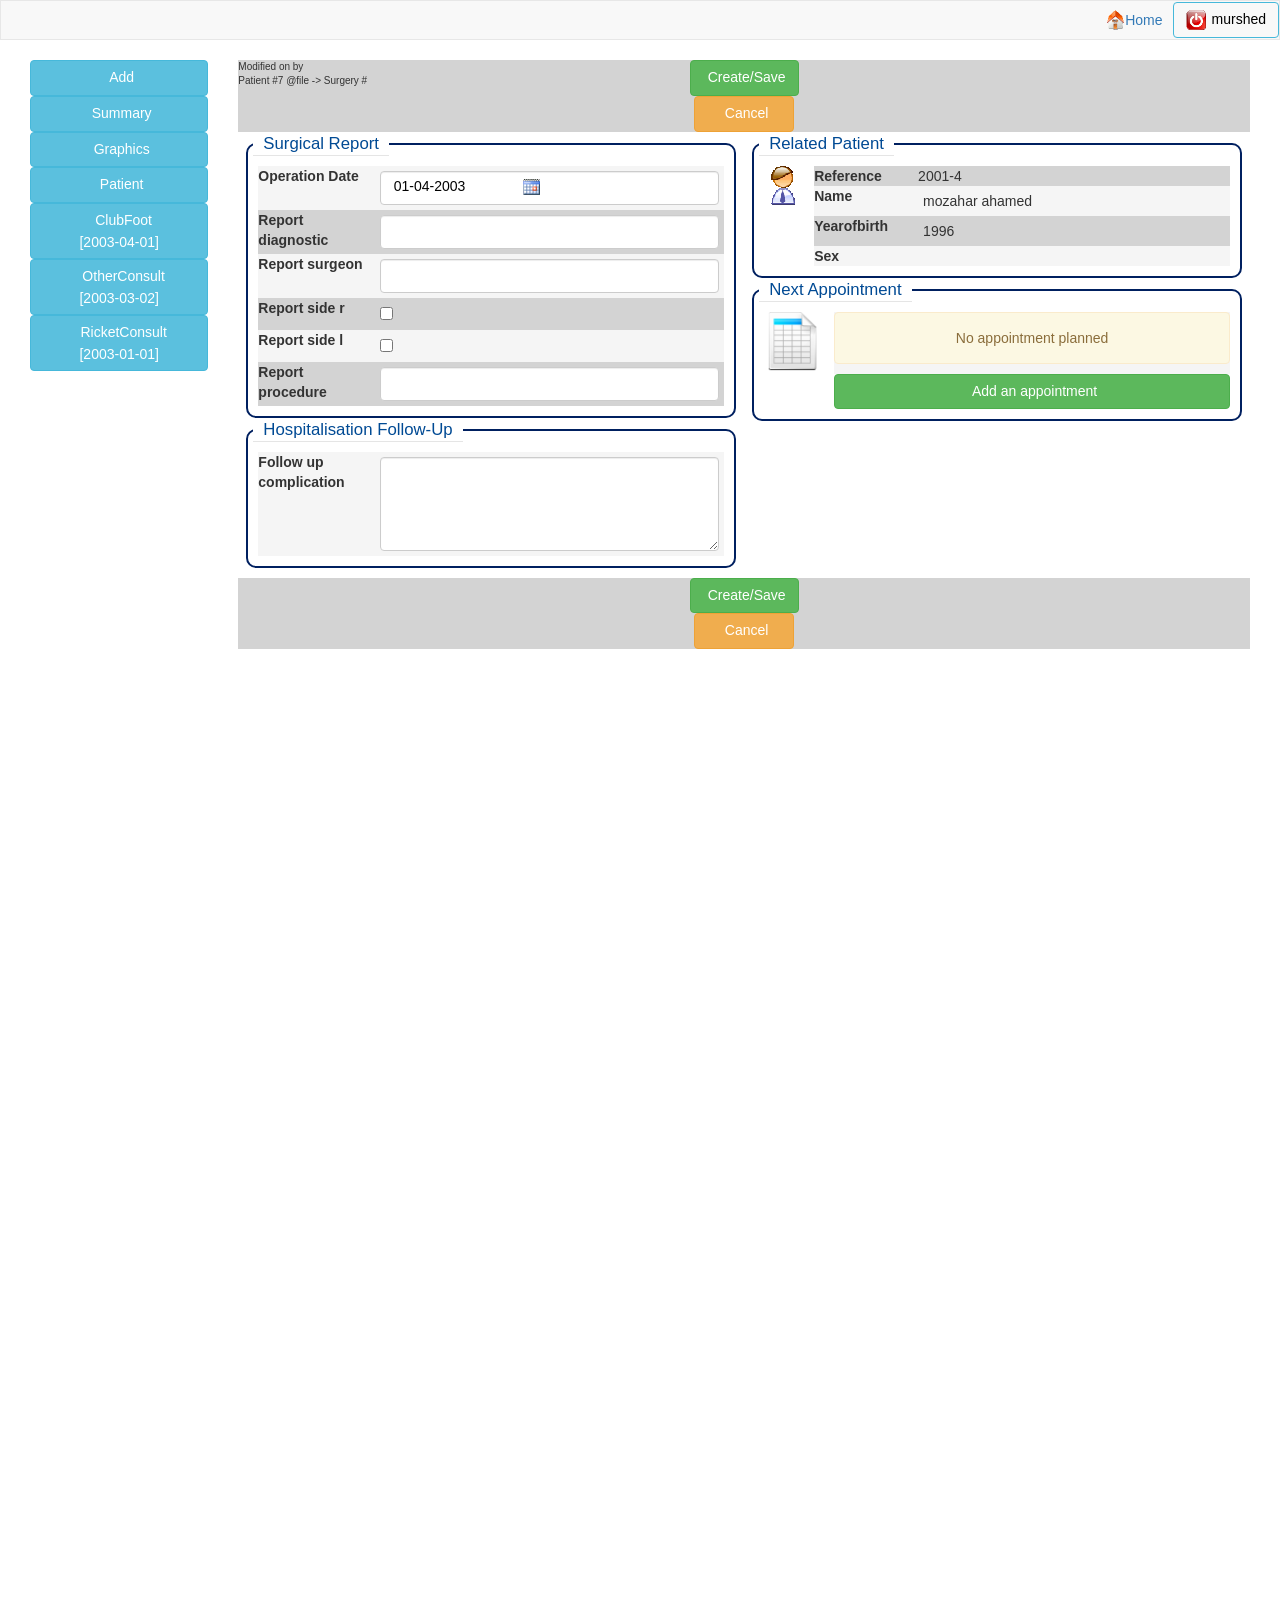 Home
murshed
Add
Summary
Graphics
Patient
ClubFoot
[2003-04-01]
OtherConsult
[2003-03-02]
RicketConsult
[2003-01-01]
Modified on by
Patient #7 @file -> Surgery #
Create/Save
Cancel
Surgical Report
Operation Date
01-04-2003
Report diagnostic
Report surgeon
Report side r
Report side l
Report procedure
Hospitalisation Follow-Up
Follow up complication
Related Patient
Reference 2001-4
Name mozahar ahamed
Yearofbirth 1996
Sex
Next Appointment
No appointment planned
Add an appointment
Create/Save
Cancel